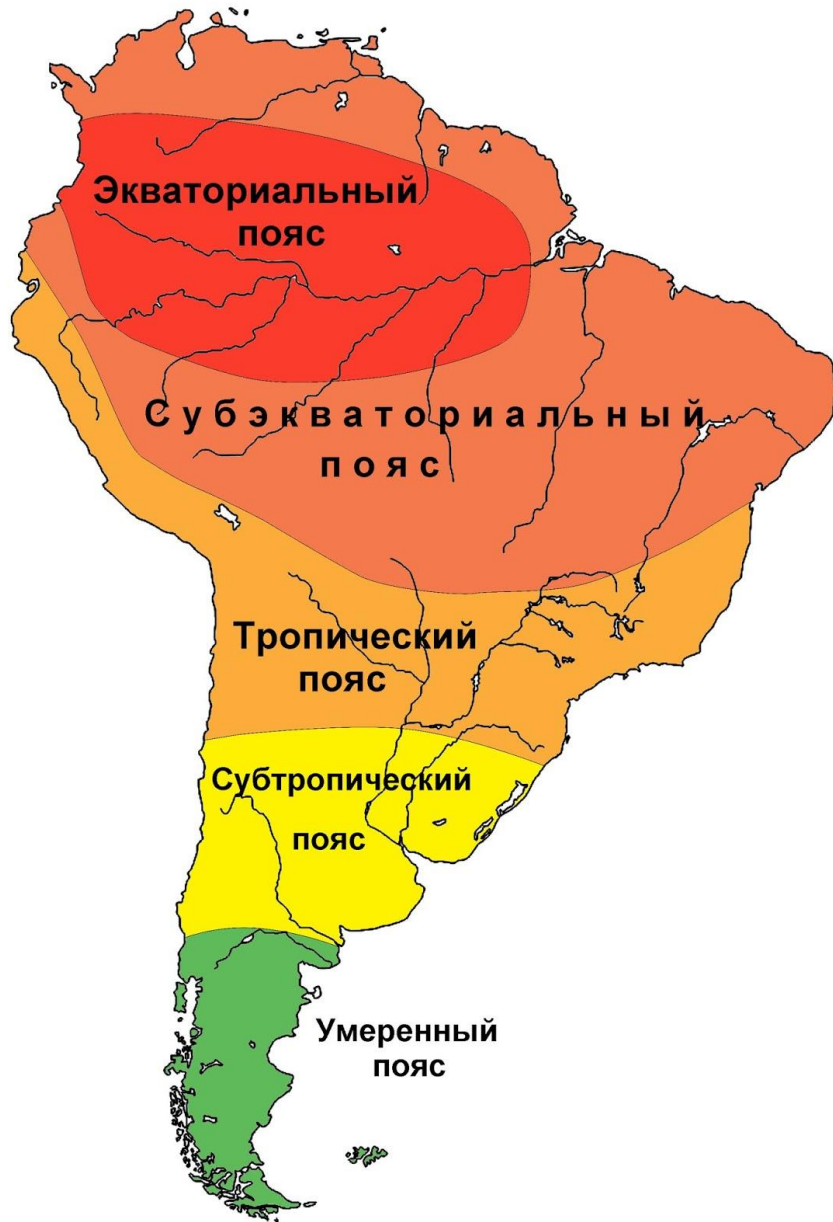 Экваториальный
пояс
Субэкваториальный
пояс
Тропический
пояс
Субтропический
пояс
Умеренный
пояс